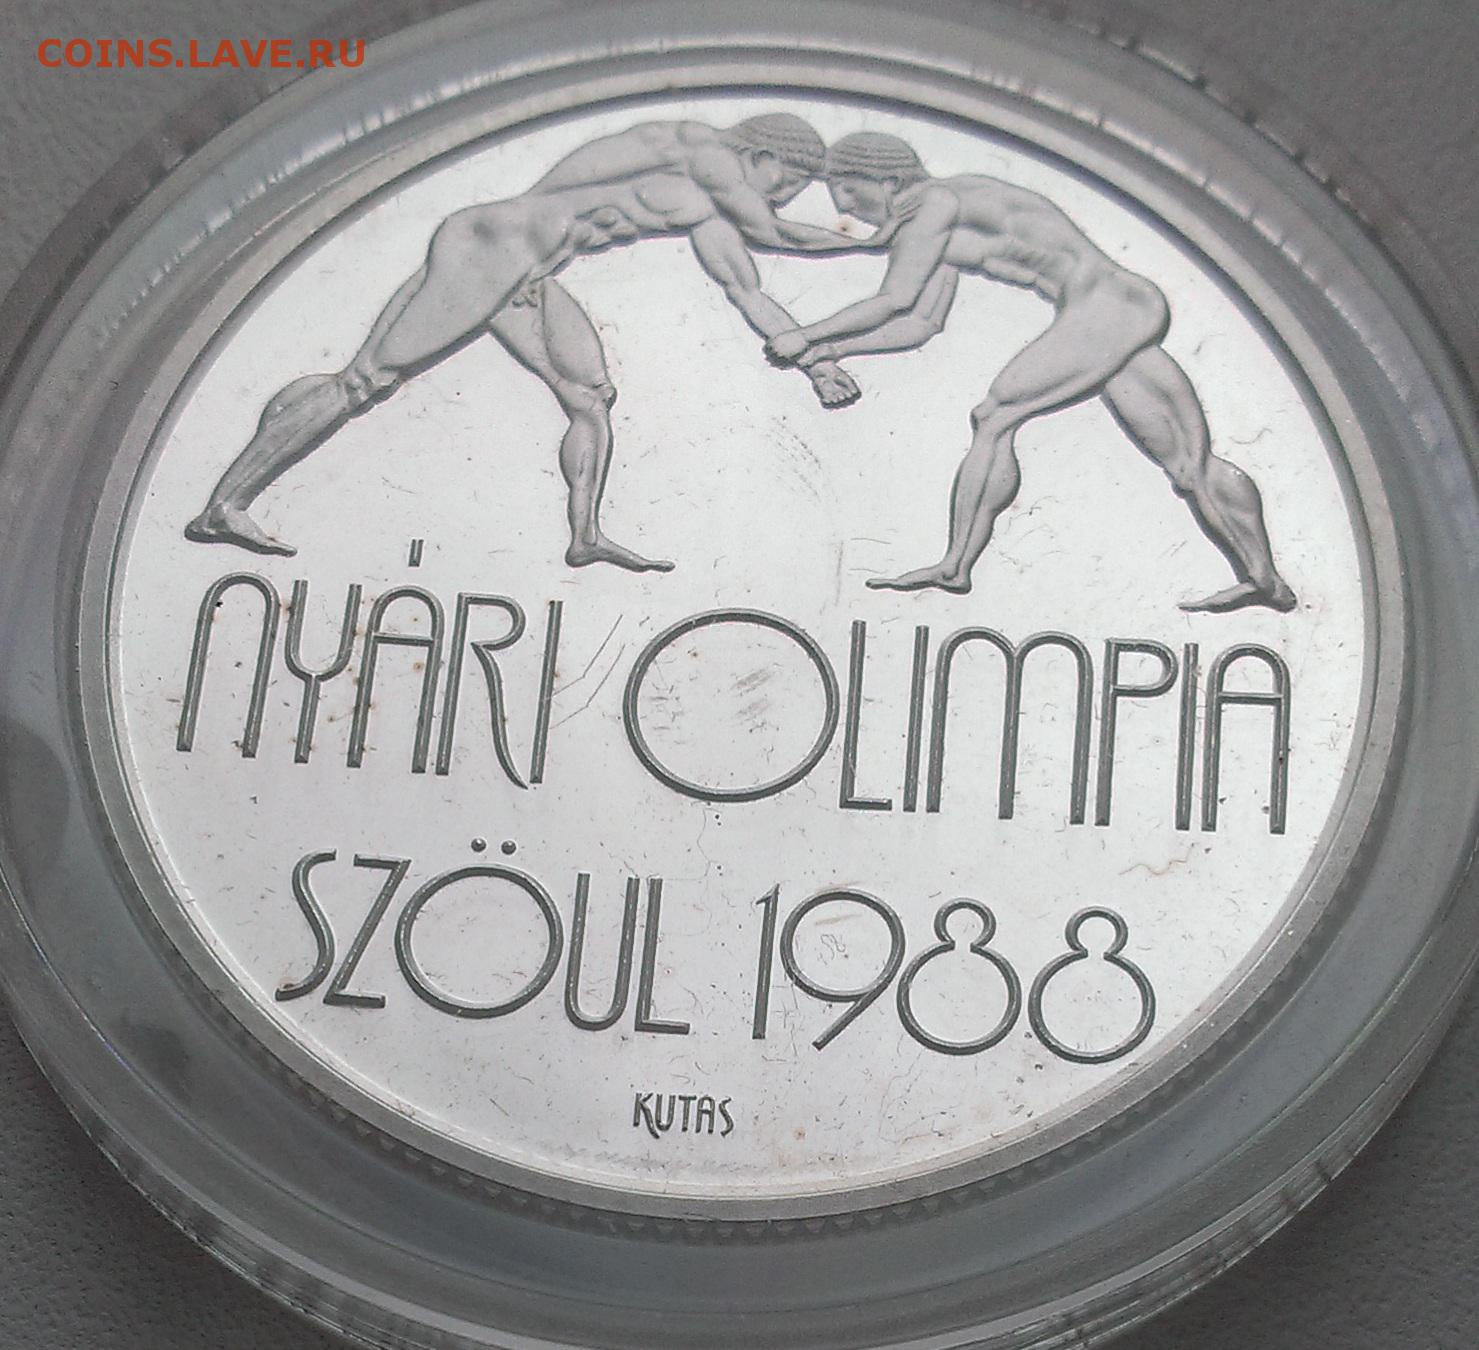 COINS.LAVE.RU
NYÁRI OLIMPIA
SZÖUL 1988
KUTAS